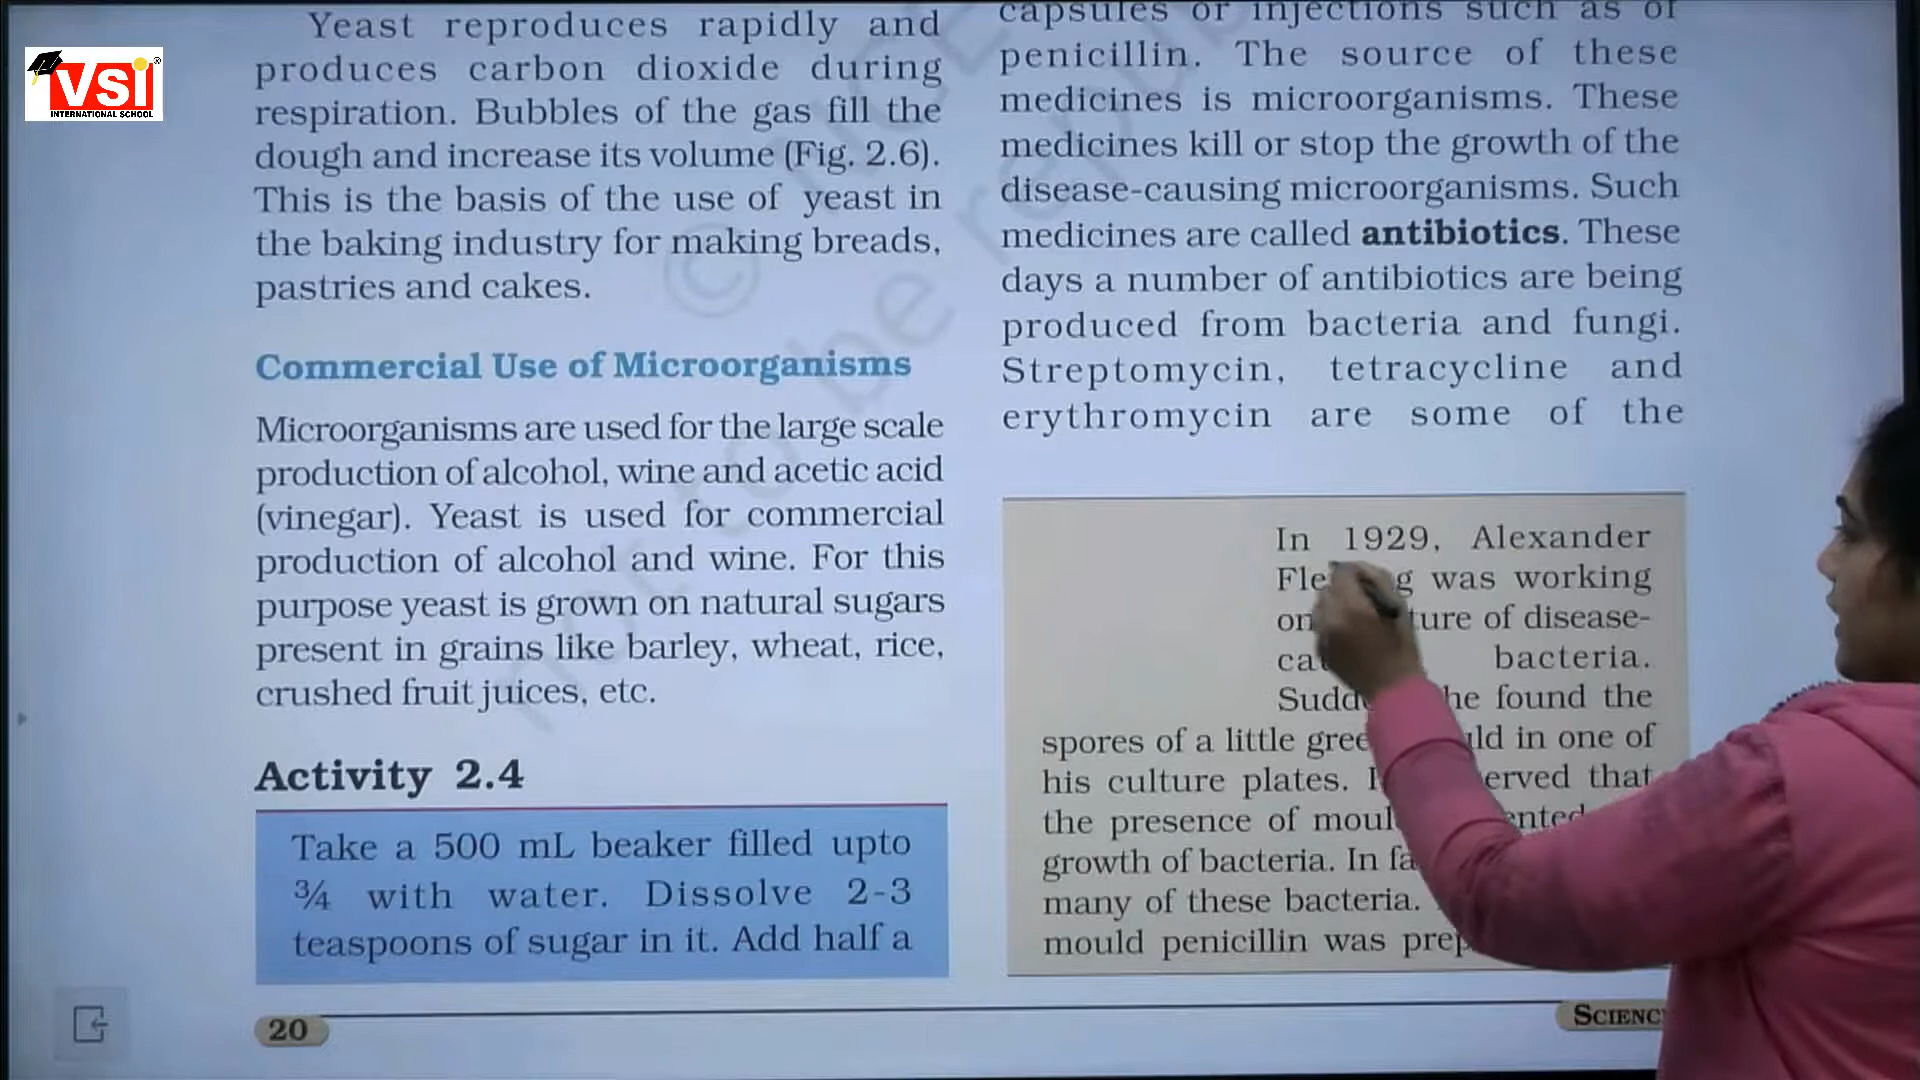 VSI
INTERNATIONAL SCHOOL
Yeast reproduces rapidly and
produces carbon dioxide during
respiration. Bubbles of the gas fill the
dough and increase its volume (Fig. 2.6).
This is the basis of the use of yeast in
the baking industry for making breads,
pastries and cakes.
Commercial Use of Microorganisms
Microorganisms are used for the large scale
production of alcohol, wine and acetic acid
(vinegar). Yeast is used for commercial
production of alcohol and wine. For this
purpose yeast is grown on natural sugars
present in grains like barley, wheat, rice,
crushed fruit juices, etc.
Activity 2.4
Take a 500 mL beaker filled upto
¾ with water. Dissolve 2-3
teaspoons of sugar in it. Add half a
20
capsules or injections such as of
penicillin. The source of these
medicines is microorganisms. These
medicines kill or stop the growth of the
disease-causing microorganisms. Such
medicines are called antibiotics. These
days a number of antibiotics are being
produced from bacteria and fungi.
Streptomycin, tetracycline and
erythromycin are some of the
In 1929, Alexander
was working
of disease-
bacteria.
he found the
spores of a little in one of
his culture plates. that
the presence of
growth of bacteria. In
many of these bacteria.
mould penicillin was
not to be republ